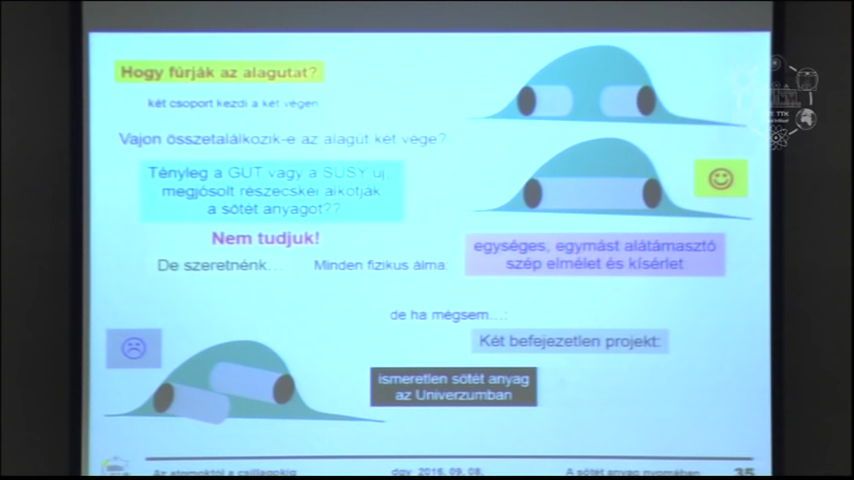 Hogy fúrják az alagutat?
két csoport kezdi a két végén
Vajon összetalálkozik-e az alagút két vége?
Tényleg a GUT vagy a SUSY új
megjósolt részecskéi alkotják
a sötét anyagot??
Nem tudjuk!
De szeretnénk...
Minden fizikus álma:
egységes, egymást alátámasztó
szép elmélet és kísérlet
de ha mégsem...:
Két befejezetlen projekt:
ismeretlen sötét anyag
az Univerzumban
Az atomoktól a csillagokig
dgy 2016. 09. 08.
A sötét anyag nyomában
35